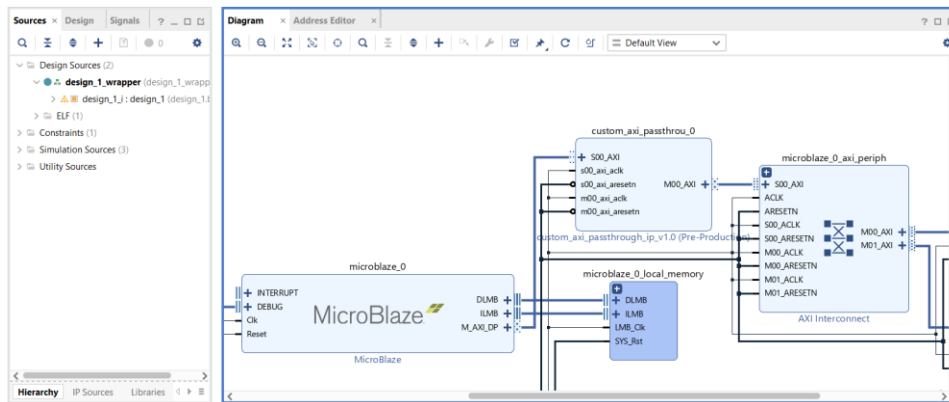 Sources × Design Signals ? _ □ ⧉
0
Design Sources (2)
design_1_wrapper (design_1_wrapp
design_1_i : design_1 (design_1.
ELF (1)
Constraints (1)
Simulation Sources (3)
Utility Sources
Hierarchy IP Sources Libraries
Diagram × Address Editor × ? □
Default View
custom_axi_passthrou_0
S00_AXI
s00_axi_aclk
s00_axi_aresetn
m00_axi_aclk
m00_axi_aresetn
M00_AXI
custom_axi_passthrough_ip_v1.0 (Pre-Production)
microblaze_0_axi_periph
S00_AXI
ACLK
ARESETN
S00_ACLK
S00_ARESETN
M00_ACLK
M00_ARESETN
M01_ACLK
M01_ARESETN
M00_AXI
M01_AXI
AXI Interconnect
microblaze_0
INTERRUPT
DEBUG
Clk
Reset
MicroBlaze
DLMB
ILMB
M_AXI_DP
MicroBlaze
microblaze_0_local_memory
DLMB
ILMB
LMB_Clk
SYS_Rst